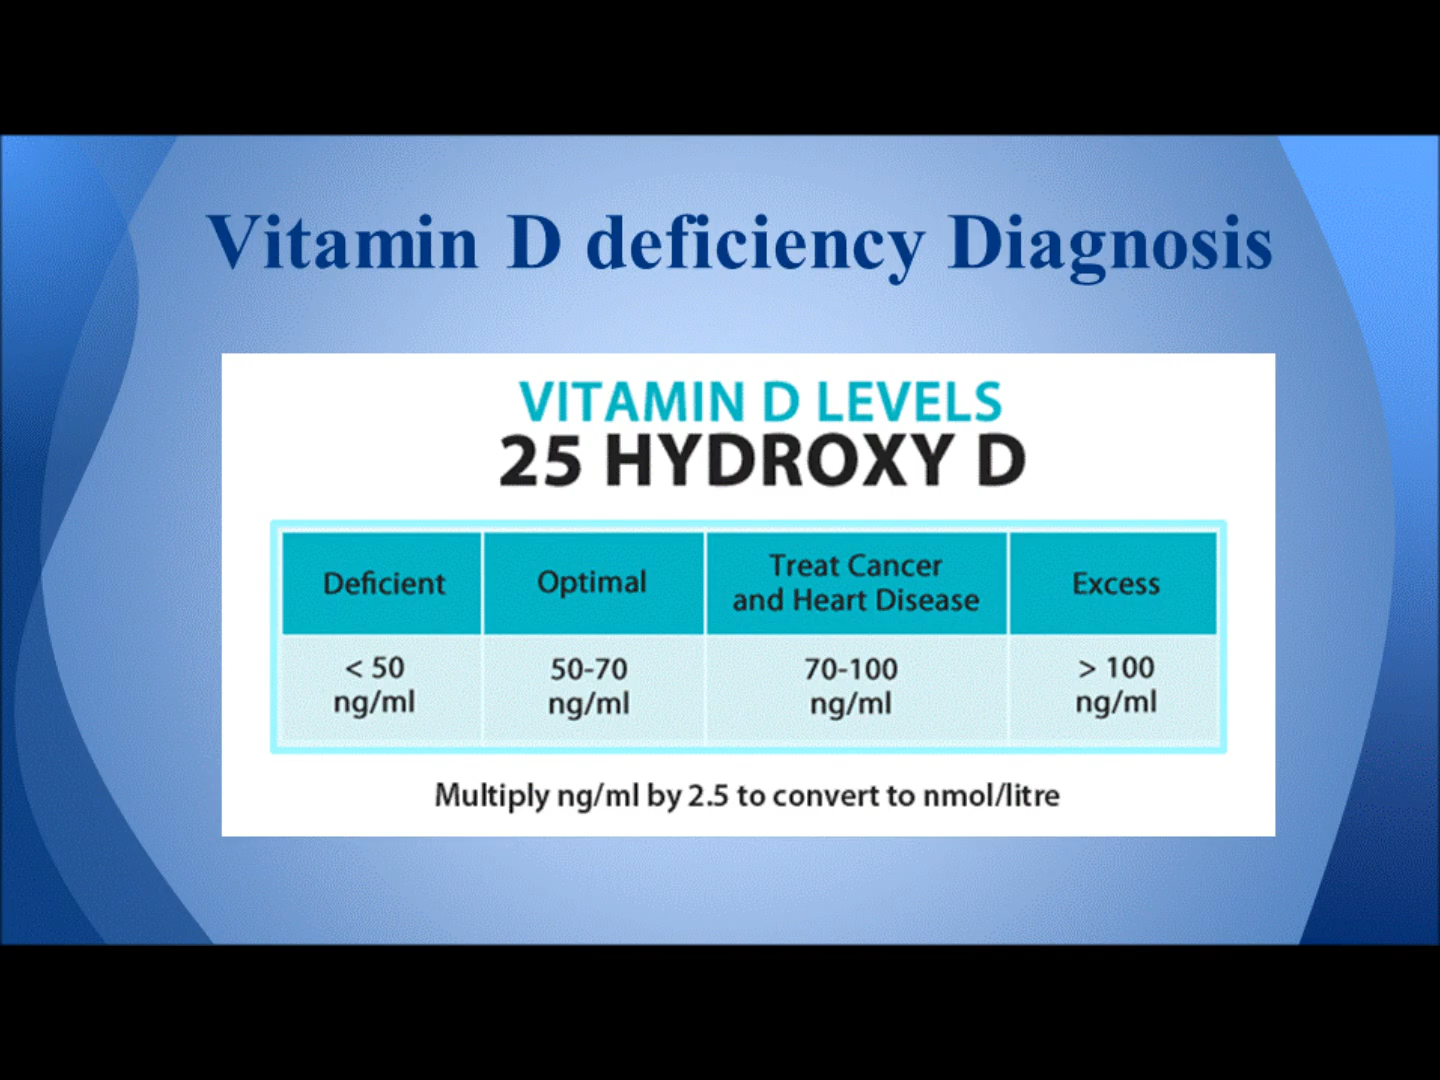 Vitamin D deficiency Diagnosis
VITAMIN D LEVELS
25 HYDROXY D
Deficient
Optimal
Treat Cancer
and Heart Disease
Excess
< 50
ng/ml
50-70
ng/ml
70-100
ng/ml
> 100
ng/ml
Multiply ng/ml by 2.5 to convert to nmol/litre